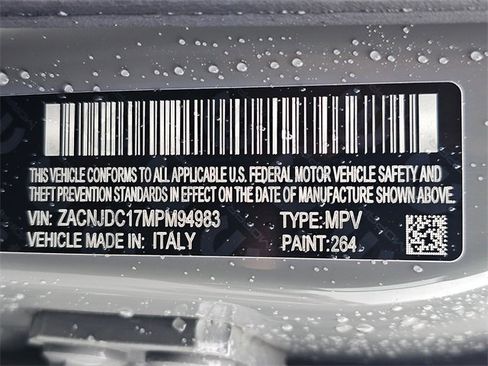 THIS VEHICLE CONFORMS TO ALL APPLICABLE U.S. FEDERAL MOTOR VEHICLE SAFETY AND
THEFT PREVENTION STANDARDS IN EFFECT ON THE DATE OF MANUFACTURE SHOWN ABOVE.
VIN: ZACNJDC17MPM94983 TYPE: MPV
VEHICLE MADE IN: ITALY PAINT: 264